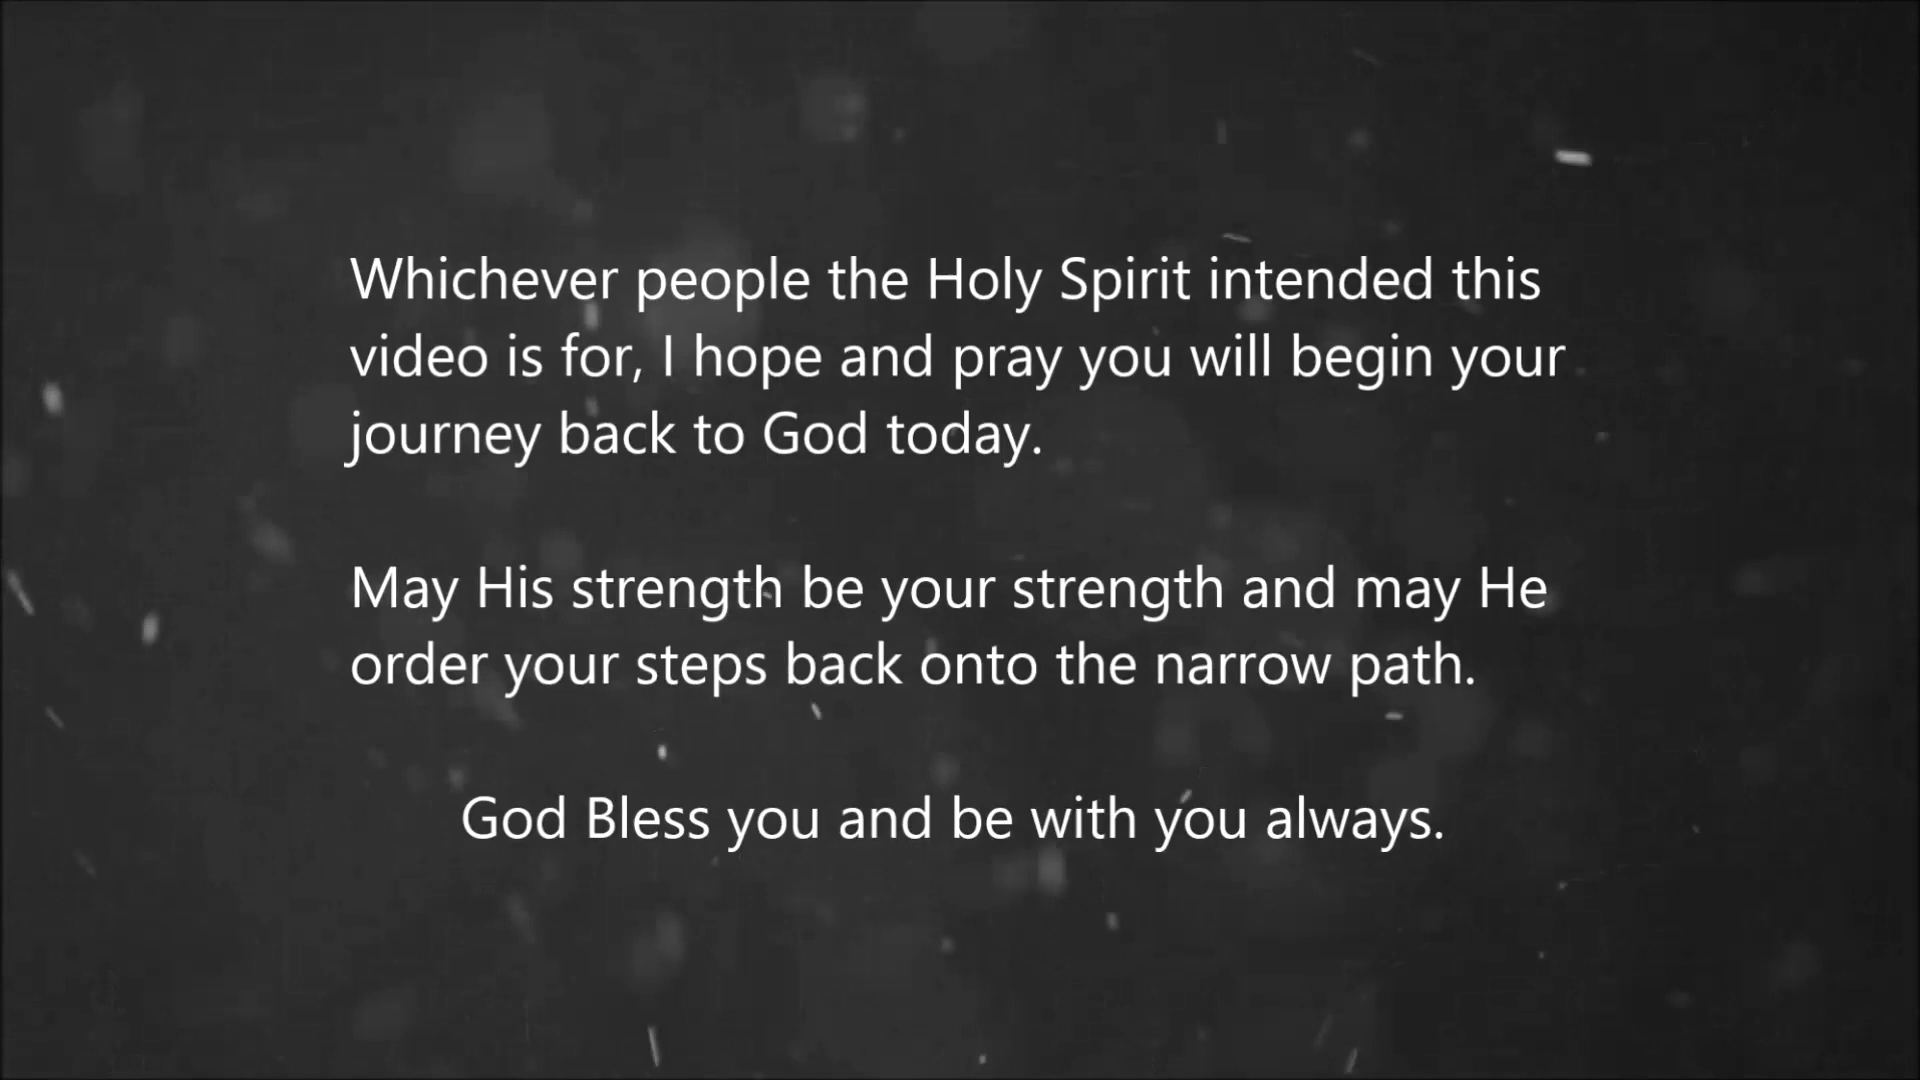 Whichever people the Holy Spirit intended this
video is for, I hope and pray you will begin your
journey back to God today.
May His strength be your strength and may He
order your steps back onto the narrow path.
God Bless you and be with you always.